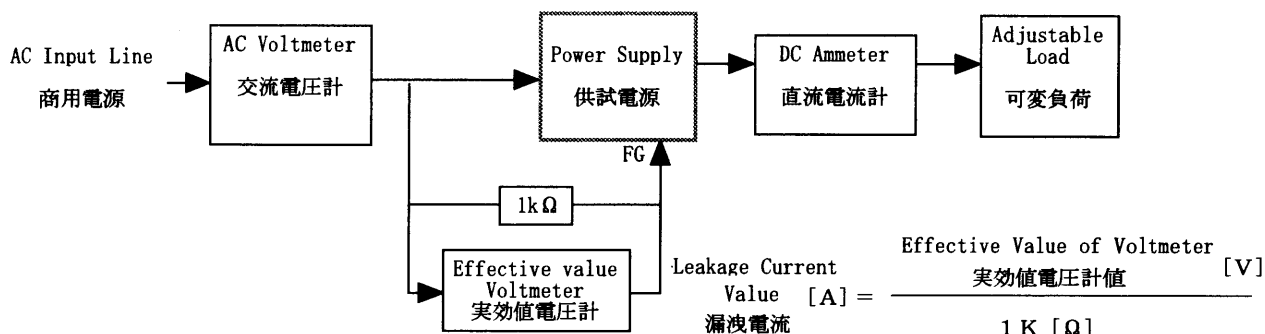 AC Input Line
商用電源
AC Voltmeter
交流電圧計
Power Supply
供試電源
DC Ammeter
直流電流計
Adjustable
Load
可変負荷
FG
1kΩ
Effective value
Voltmeter
実効値電圧計
Leakage Current
Value [A] =
漏洩電流
Effective Value of Voltmeter
実効値電圧計値 [V]
1 K [Ω]